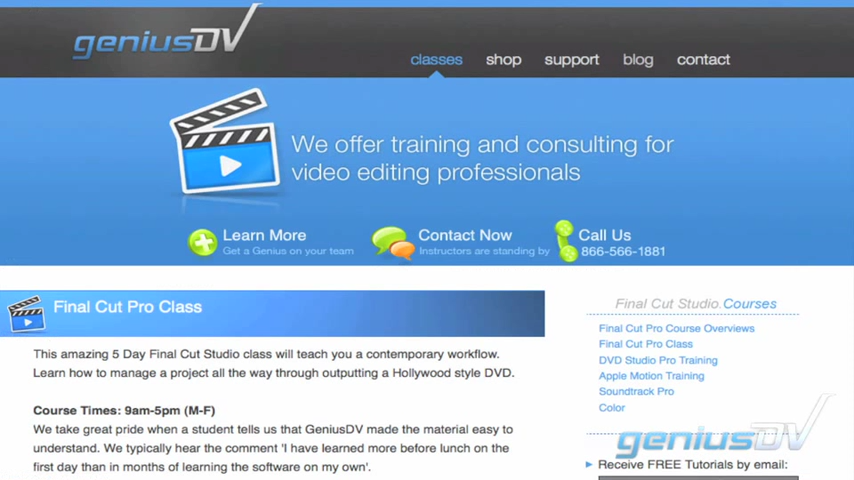 geniusDV
classes shop support blog contact
We offer training and consulting for
video editing professionals
Learn More
Get a Genius on your team
Contact Now
Instructors are standing by
Call Us
866-566-1881
Final Cut Pro Class
This amazing 5 Day Final Cut Studio class will teach you a contemporary workflow.
Learn how to manage a project all the way through outputting a Hollywood style DVD.
Course Times: 9am-5pm (M-F)
We take great pride when a student tells us that GeniusDV made the material easy to
understand. We typically hear the comment 'I have learned more before lunch on the
first day than in months of learning the software on my own'.
Final Cut Studio.Courses
Final Cut Pro Course Overviews
Final Cut Pro Class
DVD Studio Pro Training
Apple Motion Training
Soundtrack Pro
Color
geniusDV
Receive FREE Tutorials by email: